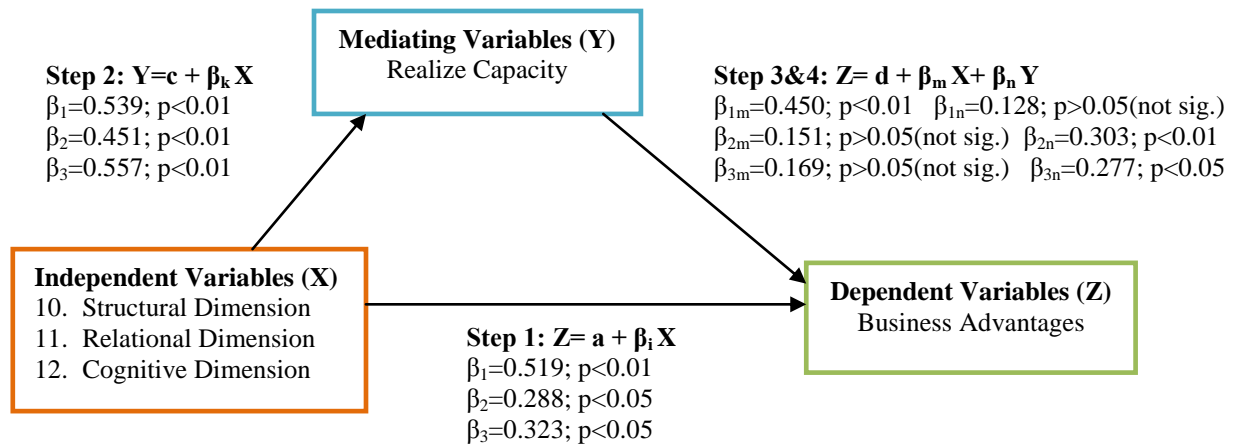 Mediating Variables (Y)
Realize Capacity
Step 2: Y=c + βk X
β1=0.539; p<0.01
β2=0.451; p<0.01
β3=0.557; p<0.01
Step 3&4: Z= d + βm X+ βn Y
β1m=0.450; p<0.01 β1n=0.128; p>0.05(not sig.)
β2m=0.151; p>0.05(not sig.) β2n=0.303; p<0.01
β3m=0.169; p>0.05(not sig.) β3n=0.277; p<0.05
Independent Variables (X)
10. Structural Dimension
11. Relational Dimension
12. Cognitive Dimension
Dependent Variables (Z)
Business Advantages
Step 1: Z= a + βi X
β1=0.519; p<0.01
β2=0.288; p<0.05
β3=0.323; p<0.05